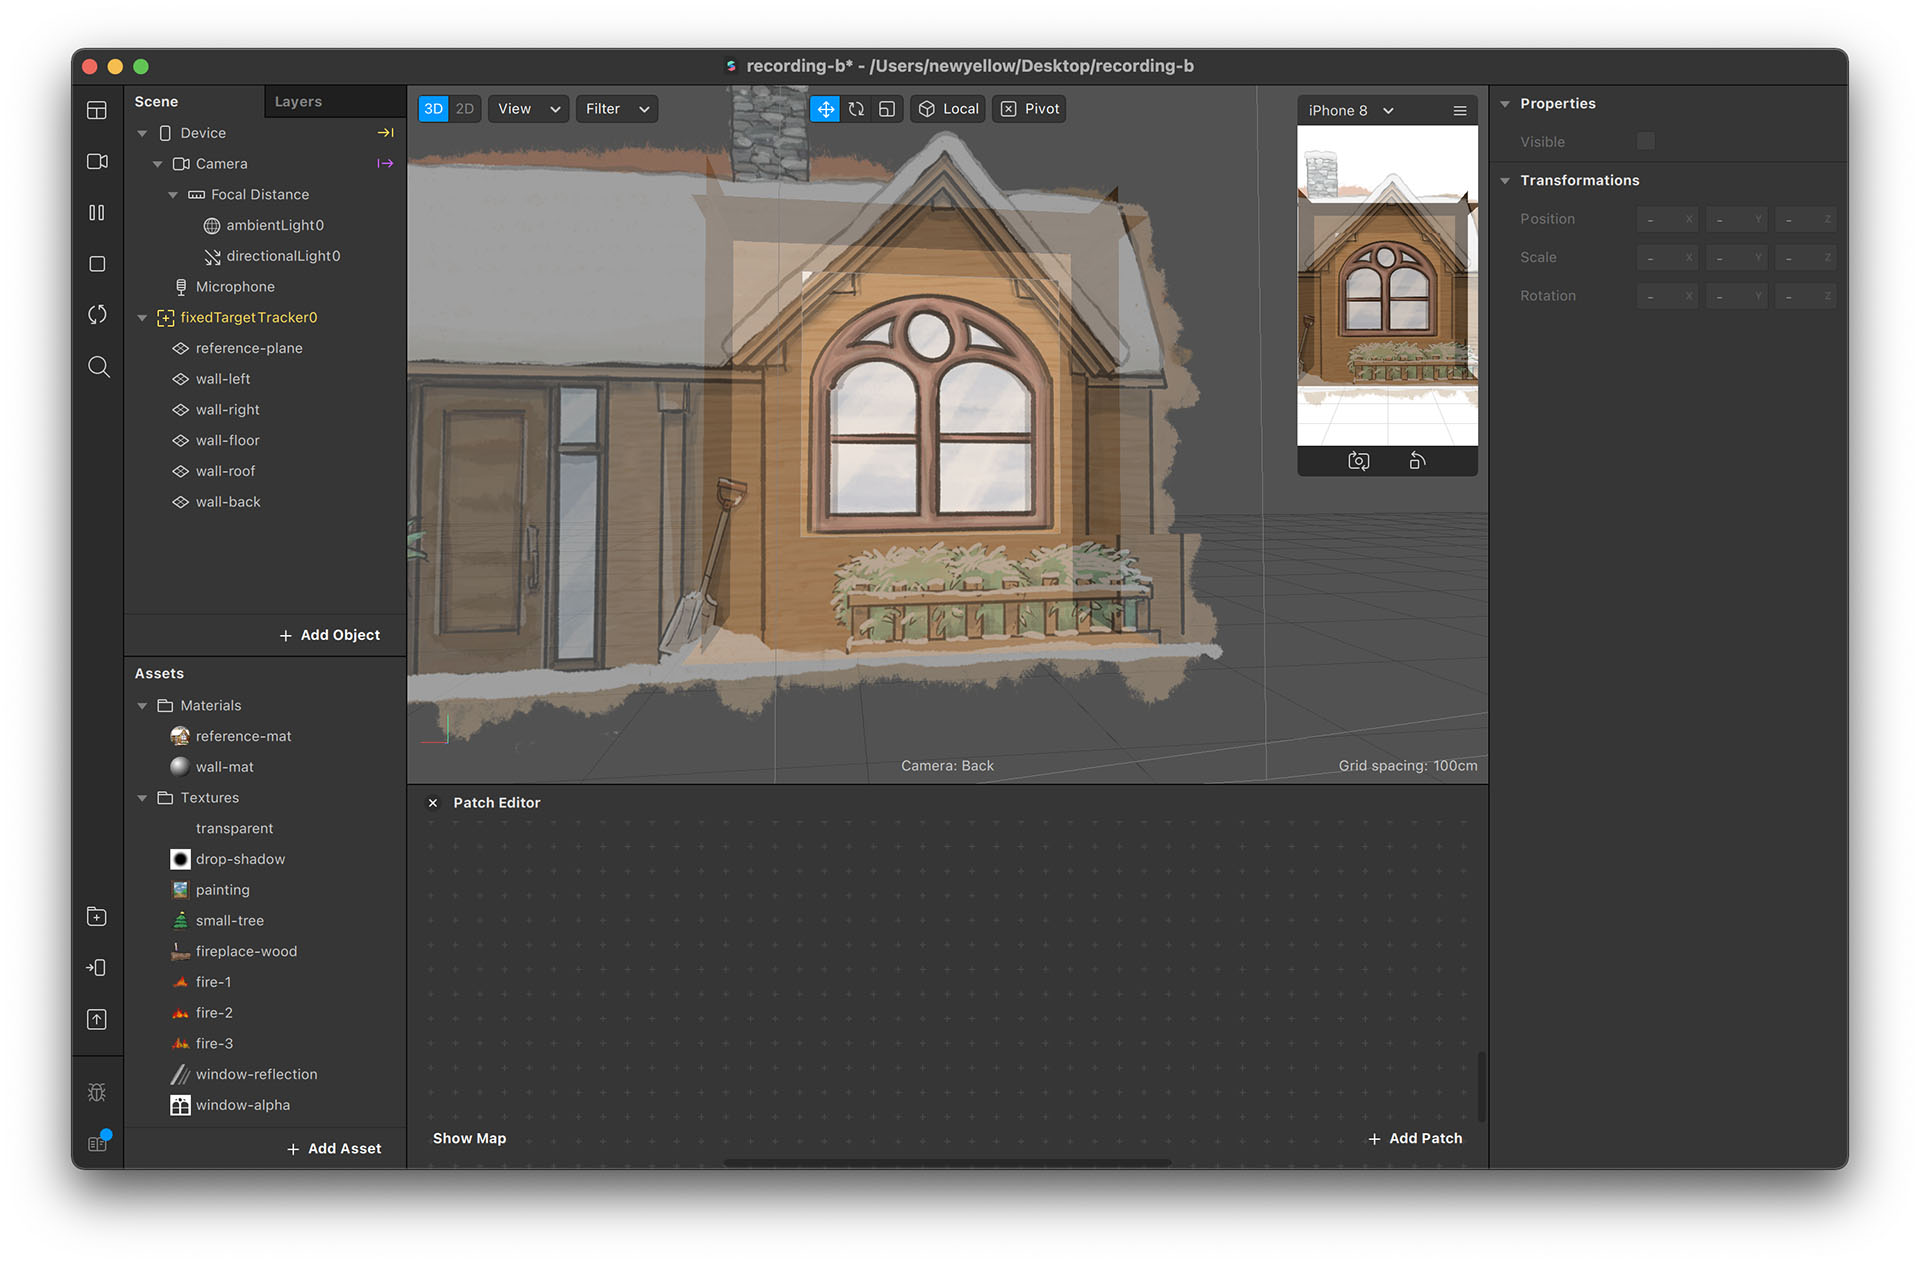 recording-b* - /Users/newyellow/Desktop/recording-b
Scene
Layers
Device
Camera
Focal Distance
ambientLight0
directionalLight0
Microphone
fixedTargetTracker0
reference-plane
wall-left
wall-right
wall-floor
wall-roof
wall-back
+ Add Object
Assets
Materials
reference-mat
wall-mat
Textures
transparent
drop-shadow
painting
small-tree
fireplace-wood
fire-1
fire-2
fire-3
window-reflection
window-alpha
+ Add Asset
3D 2D View Filter Local Pivot
iPhone 8
Camera: Back
Grid spacing: 100cm
Patch Editor
Show Map
+ Add Patch
Properties
Visible
Transformations
Position - X - Y - Z
Scale - X - Y - Z
Rotation - X - Y - Z